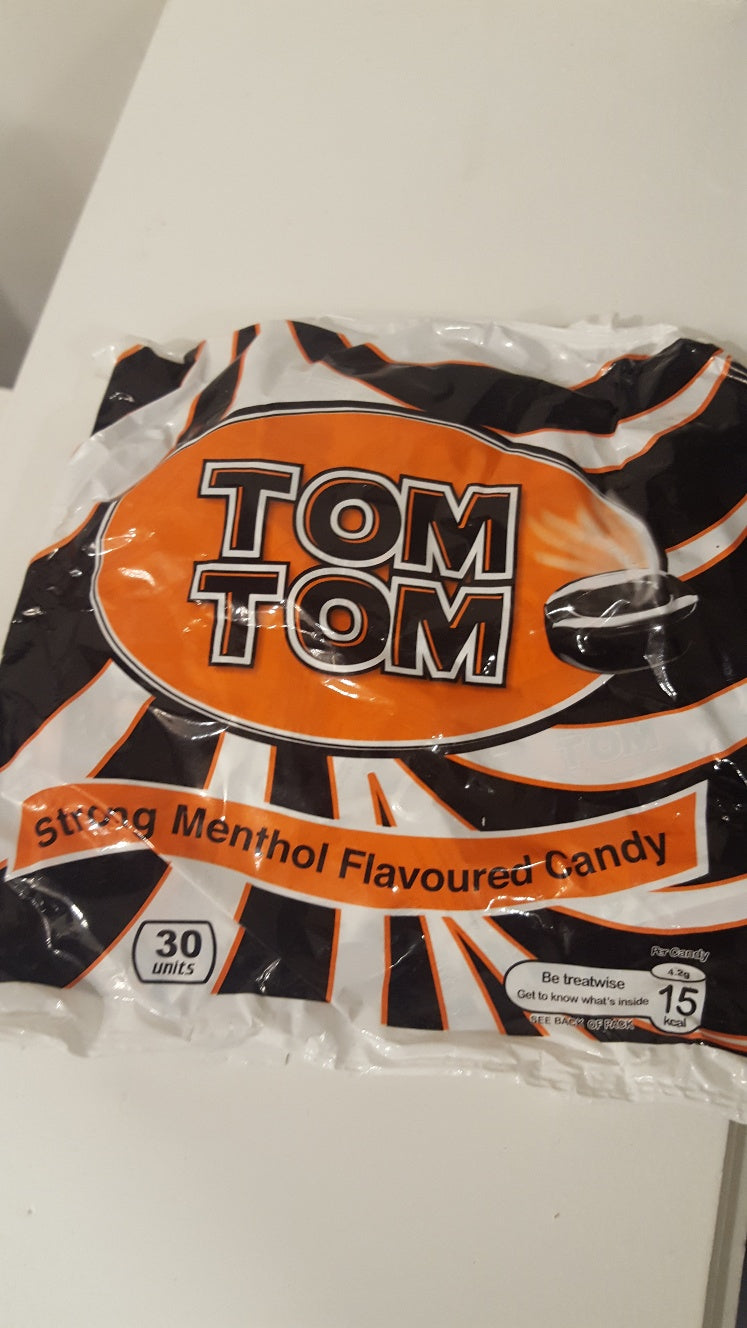 TOM
TOM
TOM
Strong Menthol Flavoured Candy
30
units
Per Candy
4.2g
15
kcal
Be treatwise
Get to know what's inside
SEE BACK OF PACK